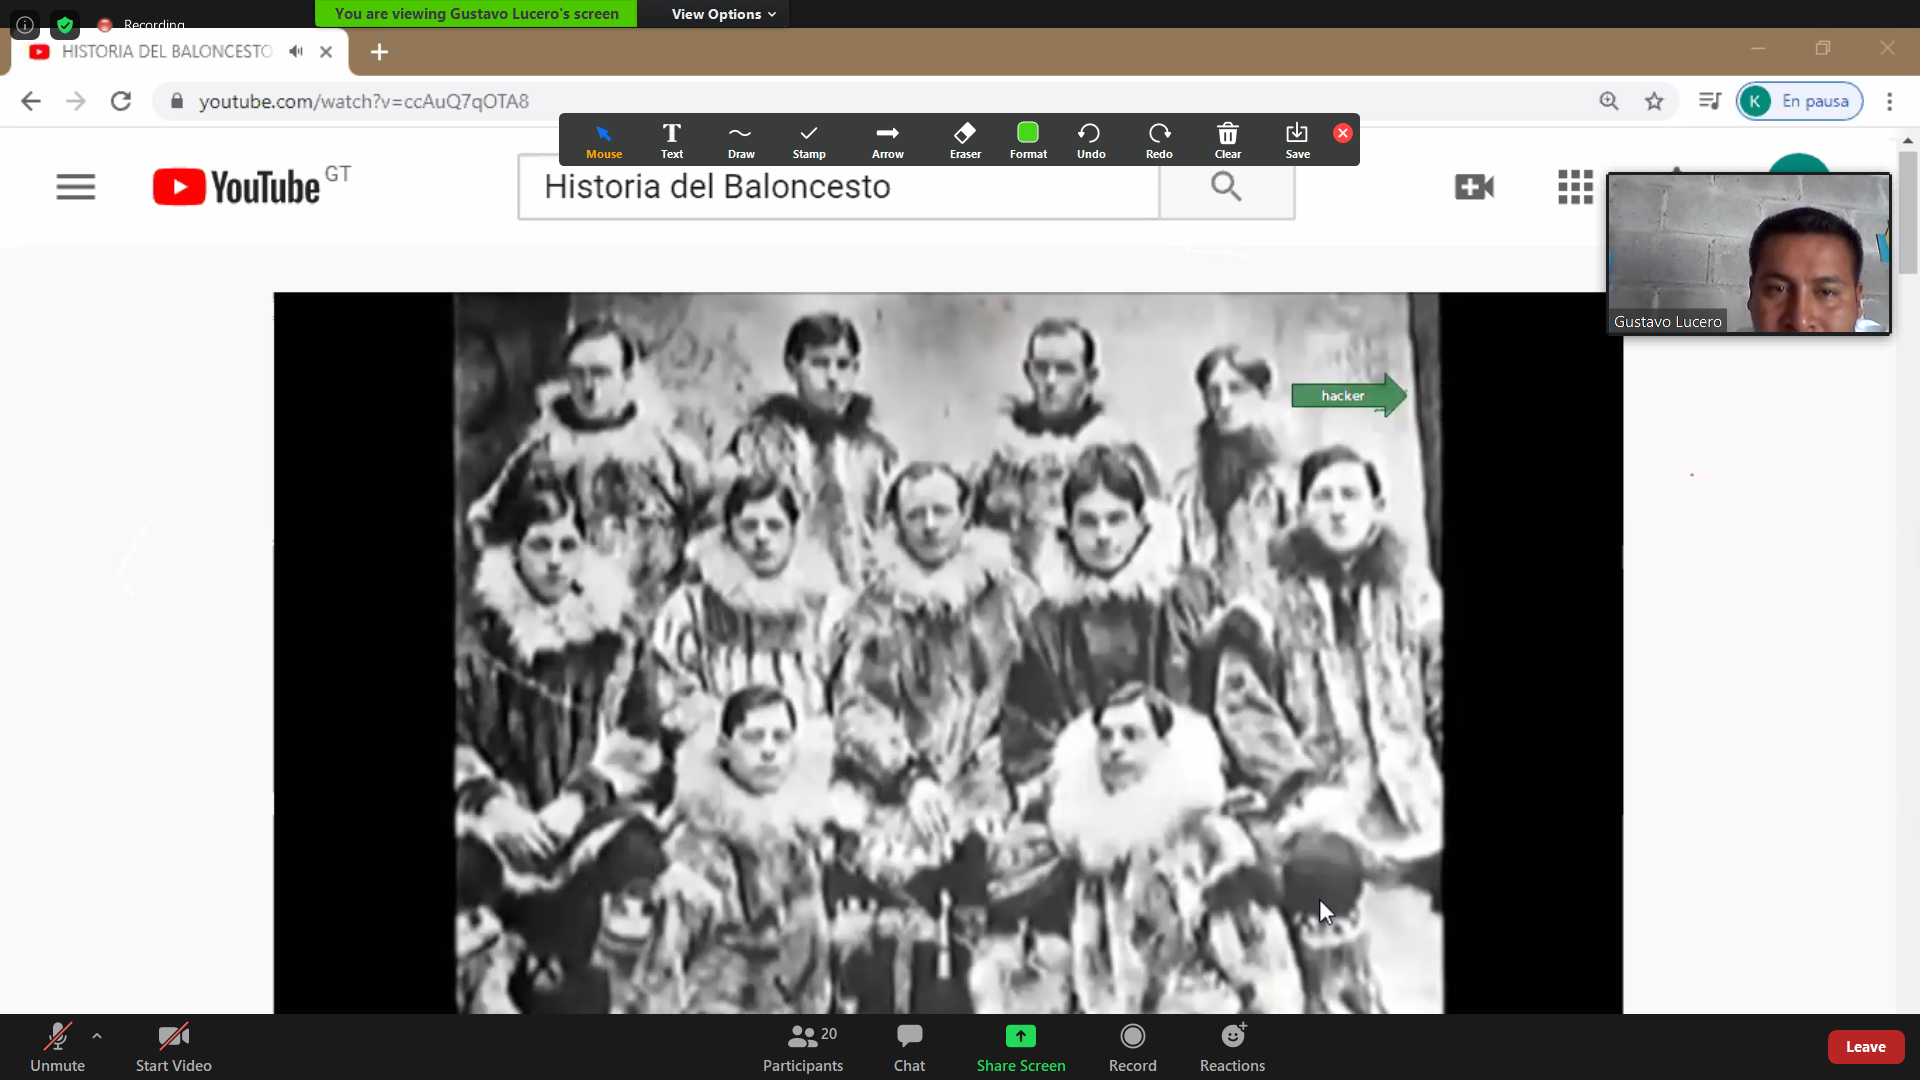 You are viewing Gustavo Lucero's screen
View Options
Recording
HISTORIA DEL BALONCESTO
youtube.com/watch?v=ccAuQ7qOTA8
K
En pausa
Mouse
Text
Draw
Stamp
Arrow
Eraser
Format
Undo
Redo
Clear
Save
YouTube GT
Historia del Baloncesto
Gustavo Lucero
hacker
Unmute
Start Video
Participants 20
Chat
Share Screen
Record
Reactions
Leave